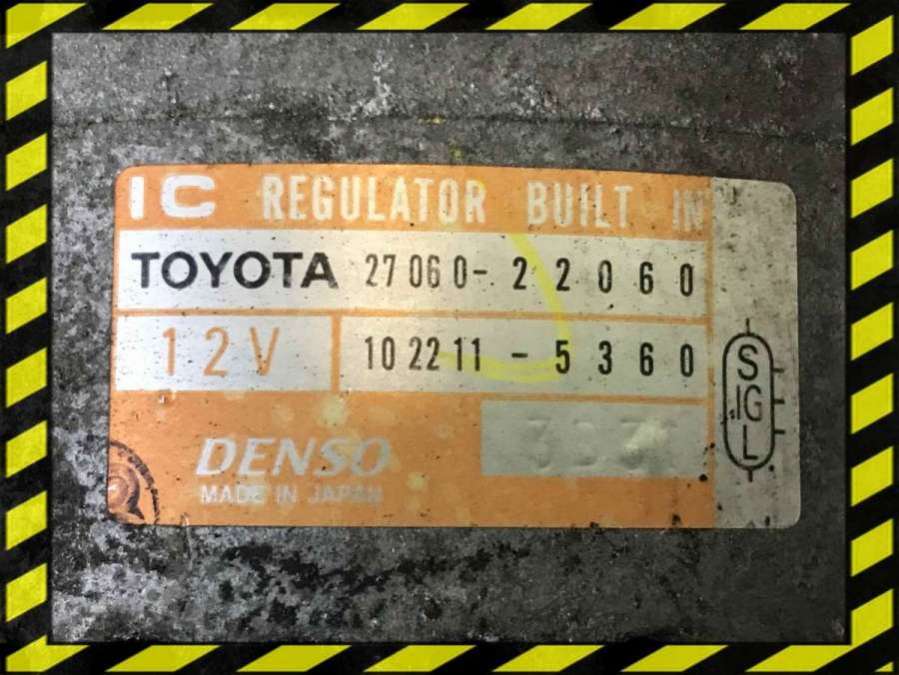 IC REGULATOR BUILT IN
TOYOTA 27060-22060
12V 102211-5360
DENSO
MADE IN JAPAN
S
IG
L